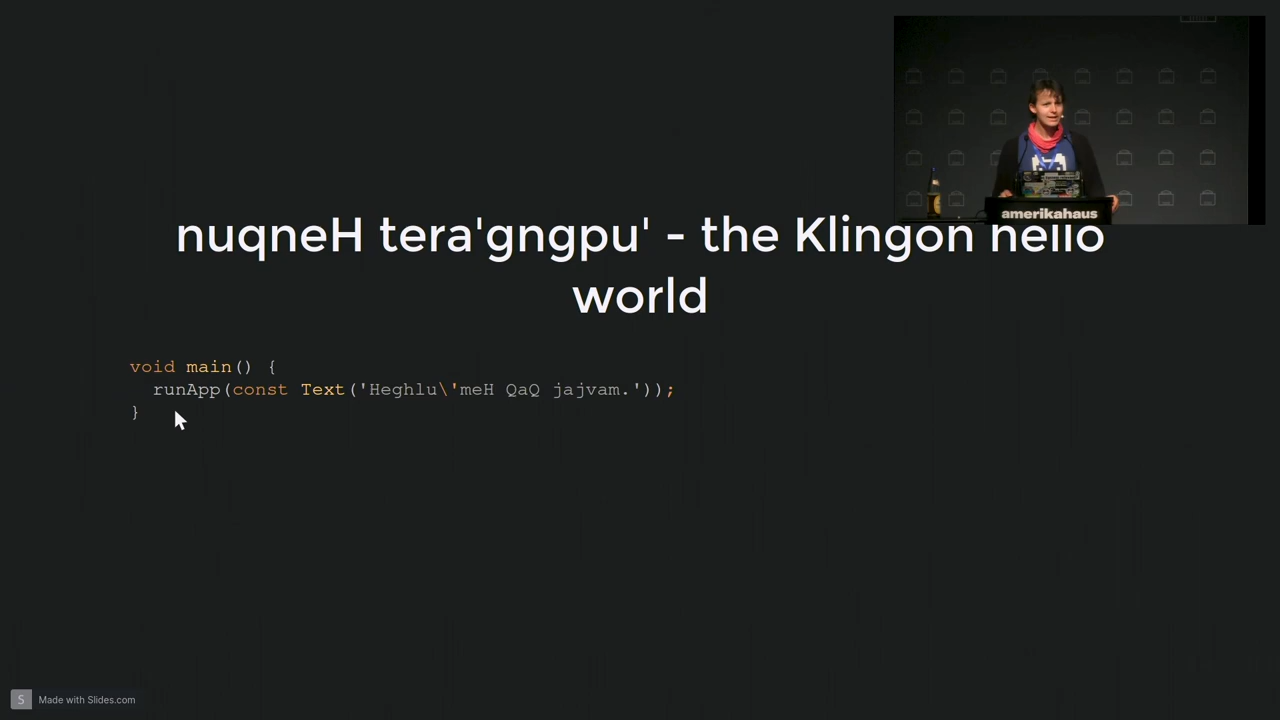 nuqneH tera'gngpu' - the Klingon hello
world
void main() {
  runApp(const Text('Heghlu\'meH QaQ jajvam.'));
}
amerikahaus
S Made with Slides.com